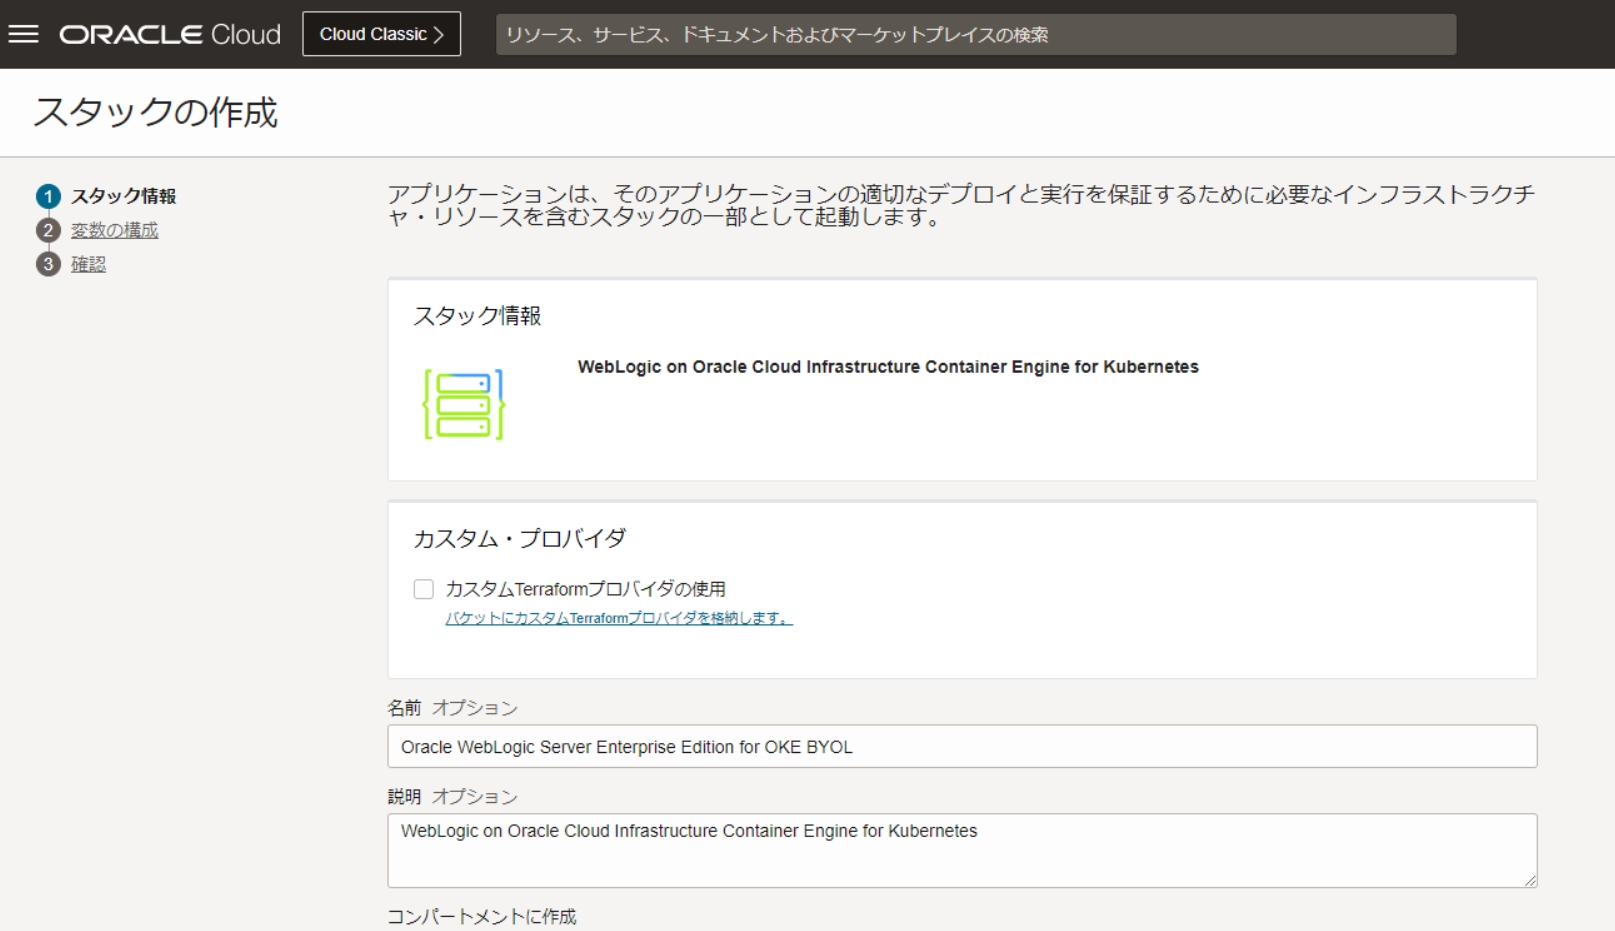 ORACLE Cloud
Cloud Classic
リソース、サービス、ドキュメントおよびマーケットプレイスの検索
スタックの作成
1 スタック情報
2 変数の構成
3 確認
アプリケーションは、そのアプリケーションの適切なデプロイと実行を保証するために必要なインフラストラクチ
ャ・リソースを含むスタックの一部として起動します。
スタック情報
WebLogic on Oracle Cloud Infrastructure Container Engine for Kubernetes
カスタム・プロバイダ
カスタムTerraformプロバイダの使用
バケットにカスタムTerraformプロバイダを格納します。
名前 オプション
Oracle WebLogic Server Enterprise Edition for OKE BYOL
説明 オプション
WebLogic on Oracle Cloud Infrastructure Container Engine for Kubernetes
コンパートメントに作成